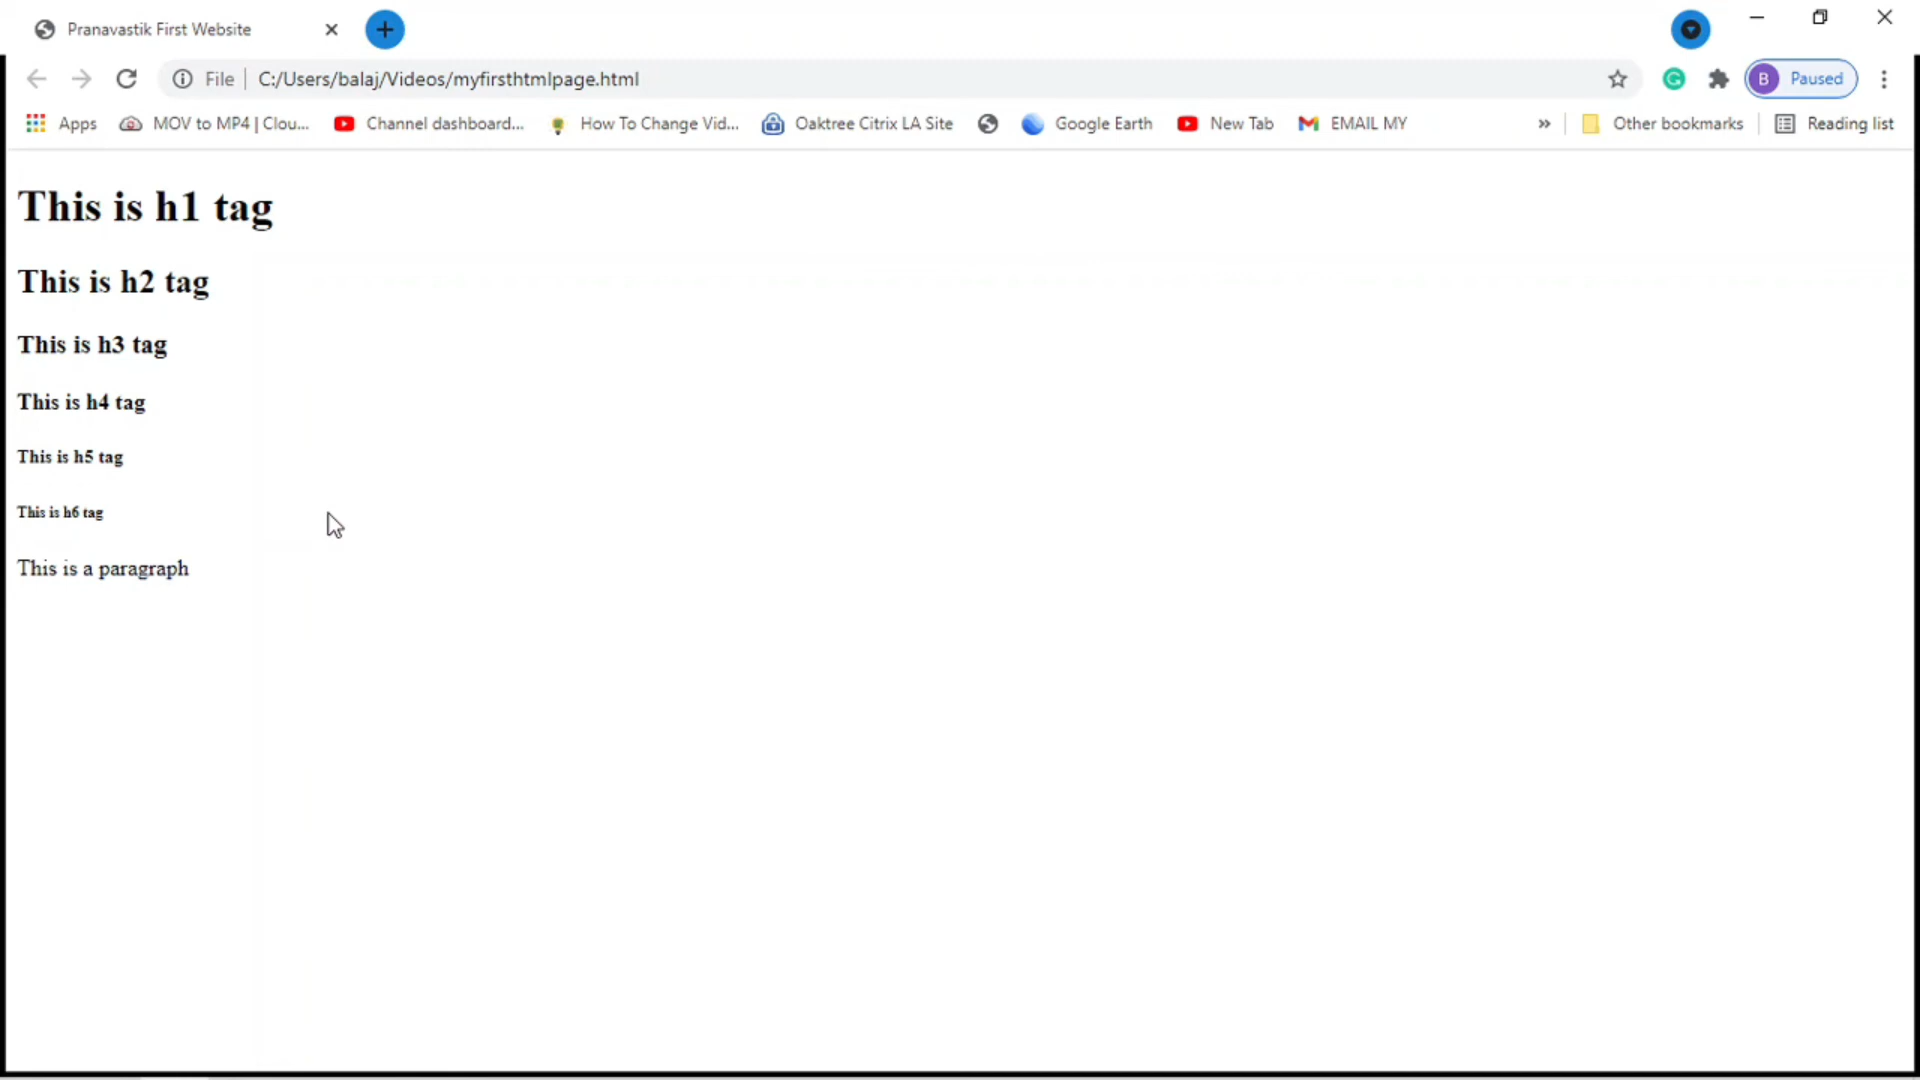 Pranavastik First Website
File C:/Users/balaj/Videos/myfirsthtmlpage.html B Paused
Apps MOV to MP4 | Clou... Channel dashboard... How To Change Vid... Oaktree Citrix LA Site Google Earth New Tab EMAIL MY » Other bookmarks Reading list
This is h1 tag
This is h2 tag
This is h3 tag
This is h4 tag
This is h5 tag
This is h6 tag
This is a paragraph